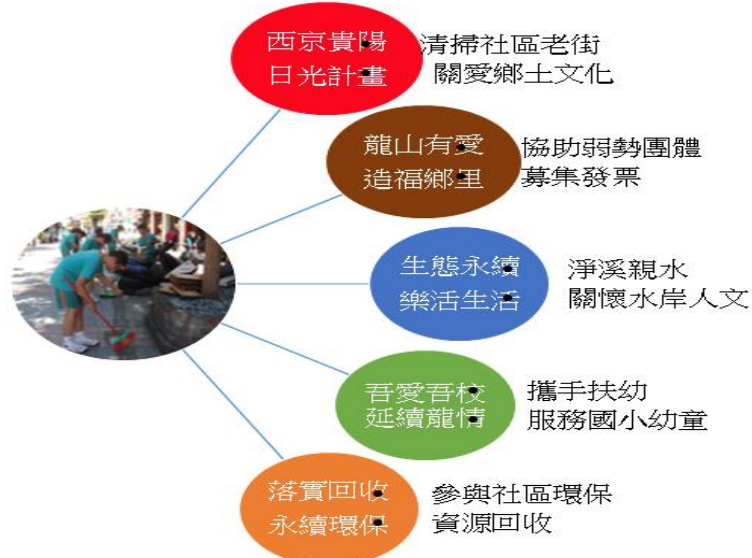 西京貴陽
日光計畫
清掃社區老街
關愛鄉土文化
龍山有愛
造福鄉里
協助弱勢團體
募集發票
生態永續
樂活生活
淨溪親水
關懷水岸人文
吾愛吾校
延續龍情
攜手扶幼
服務國小幼童
落實回收
永續環保
參與社區環保
資源回收